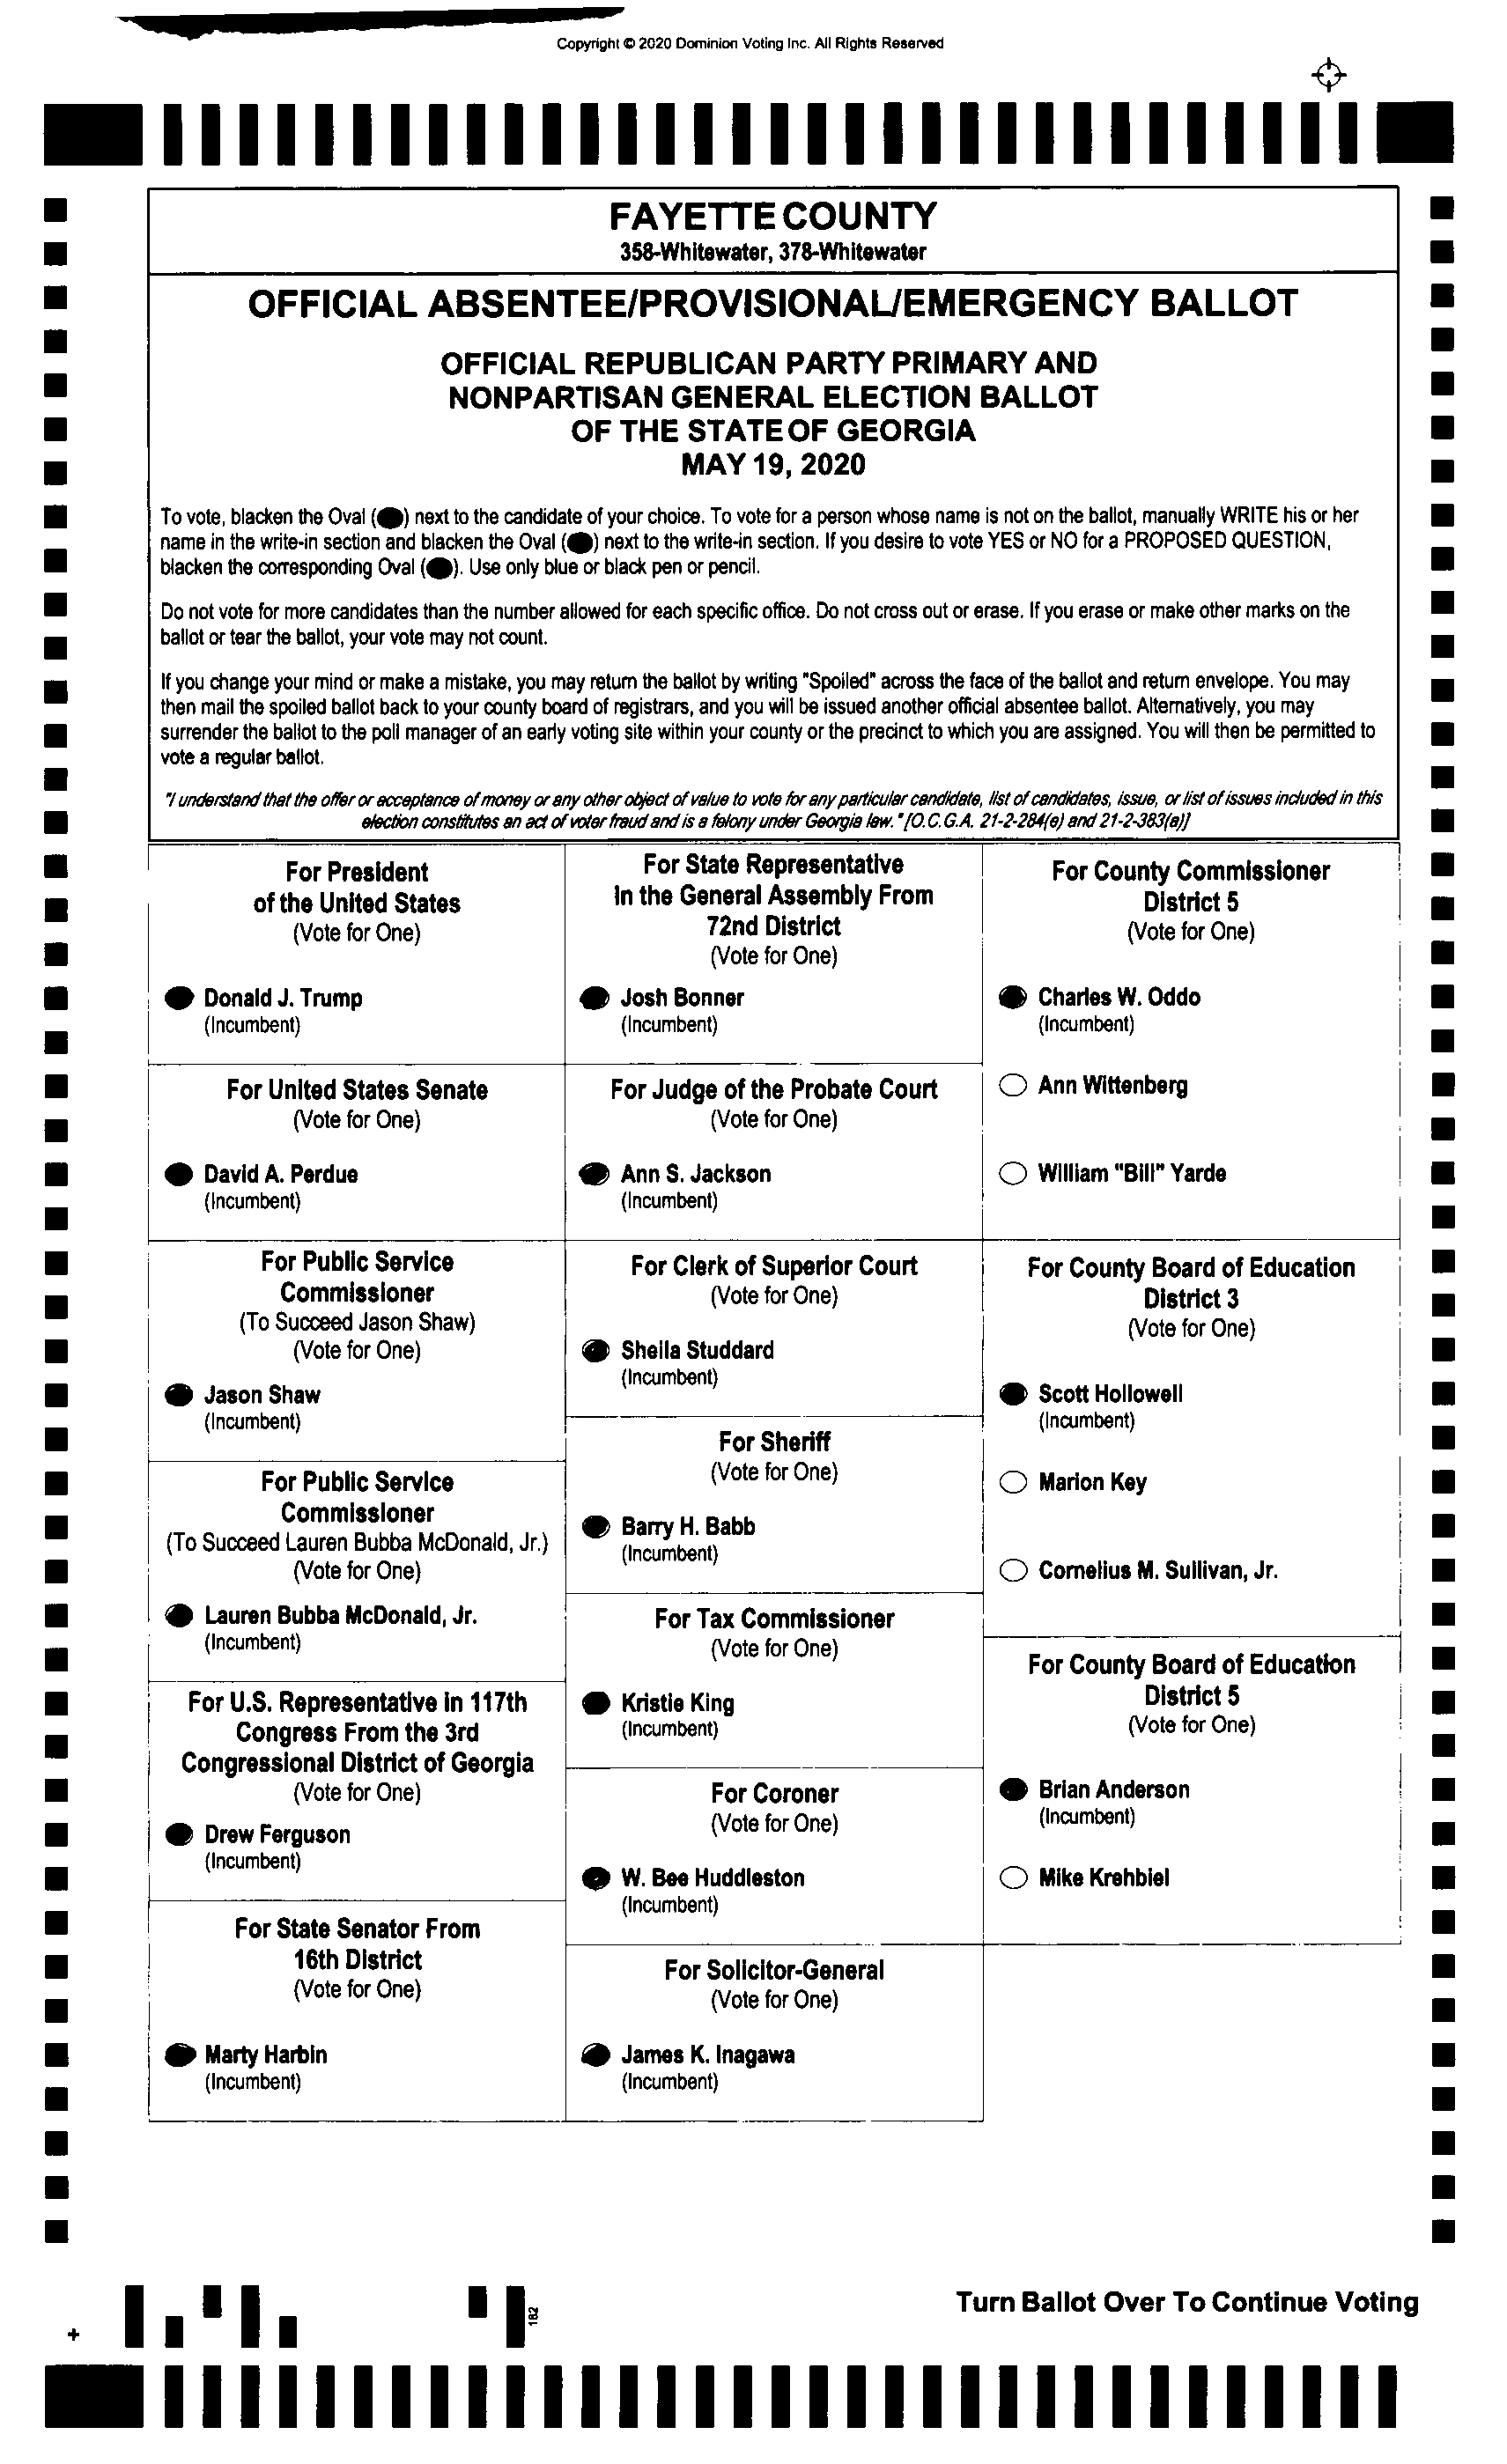 Copyright © 2020 Dominion Voting Inc. All Rights Reserved
FAYETTE COUNTY
358-Whitewater, 378-Whitewater
OFFICIAL ABSENTEE/PROVISIONAL/EMERGENCY BALLOT
OFFICIAL REPUBLICAN PARTY PRIMARY AND
NONPARTISAN GENERAL ELECTION BALLOT
OF THE STATE OF GEORGIA
MAY 19, 2020
To vote, blacken the Oval (●) next to the candidate of your choice. To vote for a person whose name is not on the ballot, manually WRITE his or her
name in the write-in section and blacken the Oval (●) next to the write-in section. If you desire to vote YES or NO for a PROPOSED QUESTION,
blacken the corresponding Oval (●). Use only blue or black pen or pencil.
Do not vote for more candidates than the number allowed for each specific office. Do not cross out or erase. If you erase or make other marks on the
ballot or tear the ballot, your vote may not count.
If you change your mind or make a mistake, you may return the ballot by writing "Spoiled" across the face of the ballot and return envelope. You may
then mail the spoiled ballot back to your county board of registrars, and you will be issued another official absentee ballot. Alternatively, you may
surrender the ballot to the poll manager of an early voting site within your county or the precinct to which you are assigned. You will then be permitted to
vote a regular ballot.
"I understand that the offer or acceptance of money or any other object of value to vote for any particular candidate, list of candidates, issue, or list of issues included in this
election constitutes an act of voter fraud and is a felony under Georgia law." [O.C.G.A. 21-2-284(e) and 21-2-383(a)]
For President
of the United States
(Vote for One)
Donald J. Trump
(Incumbent)
For United States Senate
(Vote for One)
David A. Perdue
(Incumbent)
For Public Service
Commissioner
(To Succeed Jason Shaw)
(Vote for One)
Jason Shaw
(Incumbent)
For Public Service
Commissioner
(To Succeed Lauren Bubba McDonald, Jr.)
(Vote for One)
Lauren Bubba McDonald, Jr.
(Incumbent)
For U.S. Representative in 117th
Congress From the 3rd
Congressional District of Georgia
(Vote for One)
Drew Ferguson
(Incumbent)
For State Senator From
16th District
(Vote for One)
Marty Harbin
(Incumbent)
For State Representative
In the General Assembly From
72nd District
(Vote for One)
Josh Bonner
(Incumbent)
For Judge of the Probate Court
(Vote for One)
Ann S. Jackson
(Incumbent)
For Clerk of Superior Court
(Vote for One)
Sheila Studdard
(Incumbent)
For Sheriff
(Vote for One)
Barry H. Babb
(Incumbent)
For Tax Commissioner
(Vote for One)
Kristie King
(Incumbent)
For Coroner
(Vote for One)
W. Bee Huddleston
(Incumbent)
For Solicitor-General
(Vote for One)
James K. Inagawa
(Incumbent)
For County Commissioner
District 5
(Vote for One)
Charles W. Oddo
(Incumbent)
Ann Wittenberg
William "Bill" Yarde
For County Board of Education
District 3
(Vote for One)
Scott Hollowell
(Incumbent)
Marion Key
Cornelius M. Sullivan, Jr.
For County Board of Education
District 5
(Vote for One)
Brian Anderson
(Incumbent)
Mike Krehbiel
182
Turn Ballot Over To Continue Voting